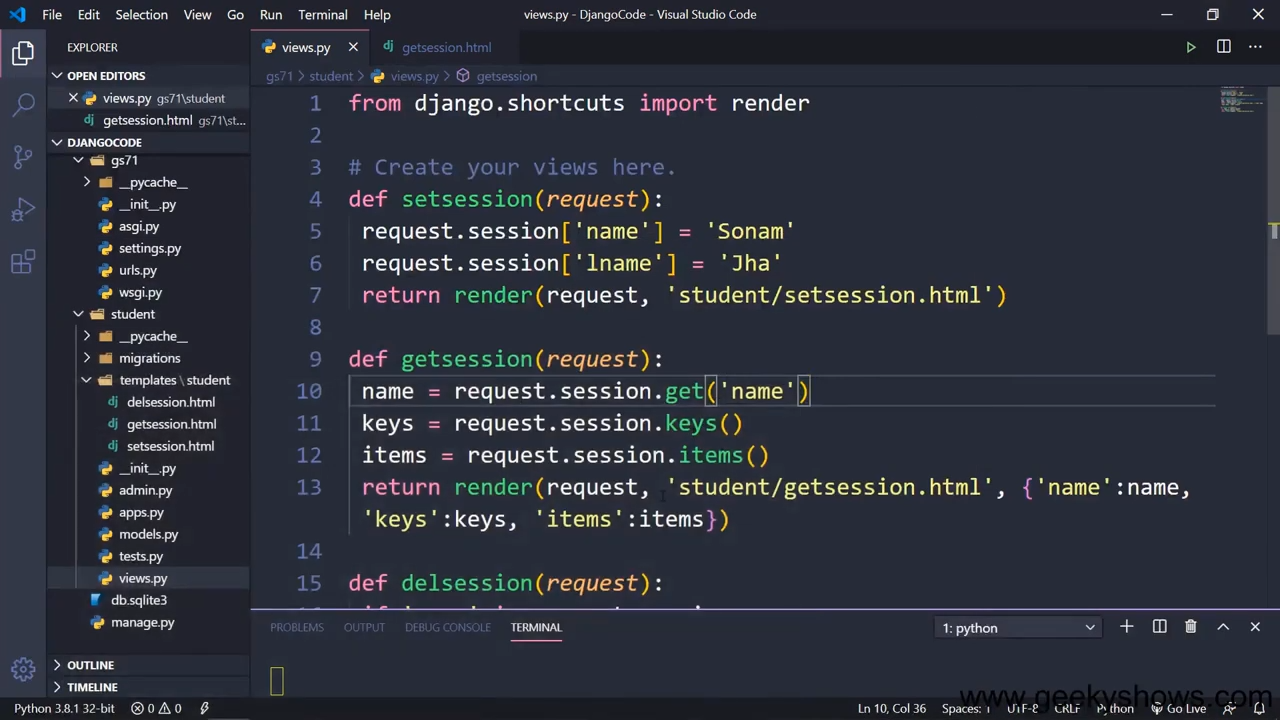 File Edit Selection View Go Run Terminal Help views.py - DjangoCode - Visual Studio Code
EXPLORER
OPEN EDITORS
views.py gs71\student
getsession.html gs71\st...
DJANGOCODE
gs71
__pycache__
__init__.py
asgi.py
settings.py
urls.py
wsgi.py
student
__pycache__
migrations
templates \ student
delsession.html
getsession.html
setsession.html
__init__.py
admin.py
apps.py
models.py
tests.py
views.py
db.sqlite3
manage.py
OUTLINE
TIMELINE
views.py getsession.html
gs71 > student > views.py > getsession
1 from django.shortcuts import render
2
3 # Create your views here.
4 def setsession(request):
5 request.session['name'] = 'Sonam'
6 request.session['lname'] = 'Jha'
7 return render(request, 'student/setsession.html')
8
9 def getsession(request):
10 name = request.session.get('name')
11 keys = request.session.keys()
12 items = request.session.items()
13 return render(request, 'student/getsession.html', {'name':name,
'keys':keys, 'items':items})
14
15 def delsession(request):
PROBLEMS OUTPUT DEBUG CONSOLE TERMINAL 1: python
www.geekyshows.com
Python 3.8.1 32-bit 0 0 Ln 10, Col 36 Spaces: 1 UTF-8 CRLF Python Go Live